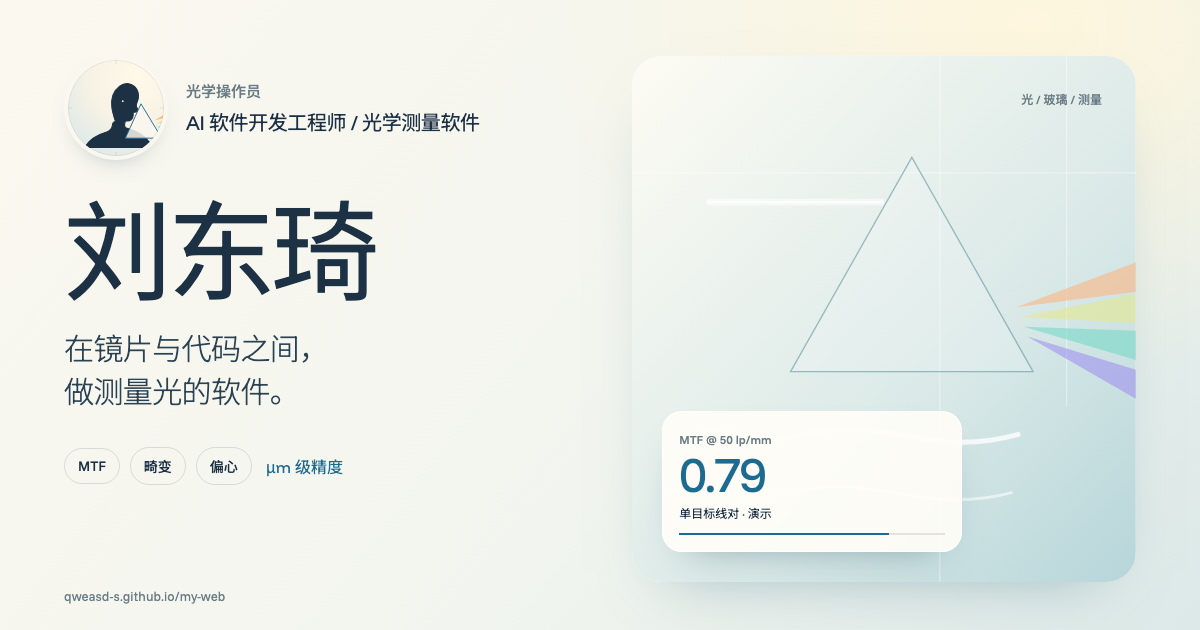 光学操作员
AI 软件开发工程师 / 光学测量软件
刘东琦
在镜片与代码之间，
做测量光的软件。
MTF
畸变
偏心
μm 级精度
qweasd-s.github.io/my-web
光 / 玻璃 / 测量
MTF @ 50 lp/mm
0.79
单目标线对 · 演示